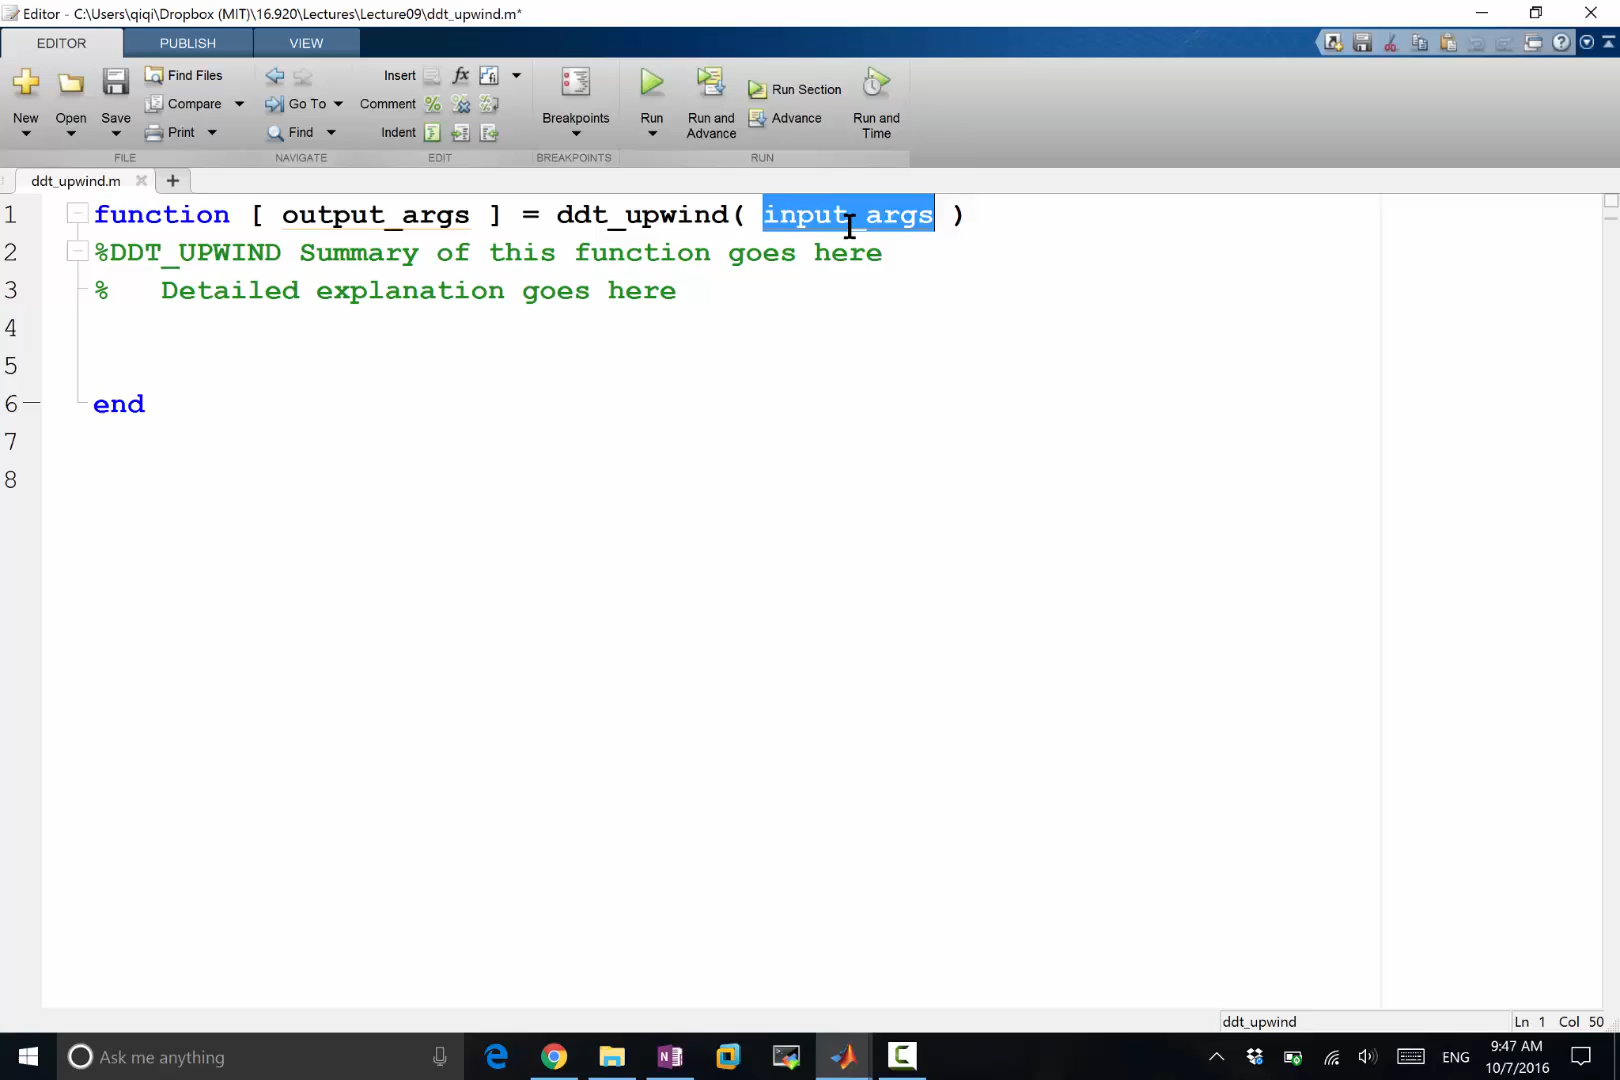 Editor - C:\Users\qiqi\Dropbox (MIT)\16.920\Lectures\Lecture09\ddt_upwind.m*
EDITOR PUBLISH VIEW
New
Open
Save
Find Files
Compare
Print
FILE
Go To
Find
NAVIGATE
Insert fx
Comment
Indent
EDIT
Breakpoints
BREAKPOINTS
Run
Run and Advance
Run Section
Advance
Run and Time
RUN
ddt_upwind.m
1 function [ output_args ] = ddt_upwind( input_args )
2 %DDT_UPWIND Summary of this function goes here
3 % Detailed explanation goes here
4
5
6 end
7
8
ddt_upwind Ln 1 Col 50
Ask me anything
ENG
9:47 AM
10/7/2016